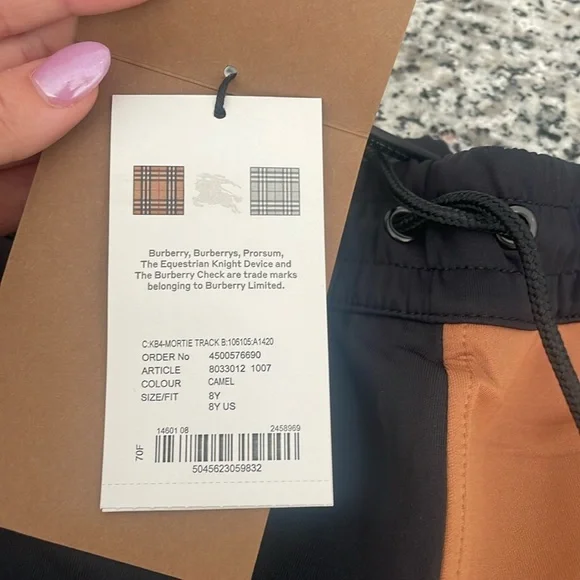 Burberry, Burberrys, Prorsum,
The Equestrian Knight Device and
The Burberry Check are trade marks
belonging to Burberry Limited.
C:KB4-MORTIE TRACK B:106105:A1420
ORDER No 4500576690
ARTICLE 8033012 1007
COLOUR CAMEL
SIZE/FIT 8Y
8Y US
14601 08 2458969
70F
5045623059832